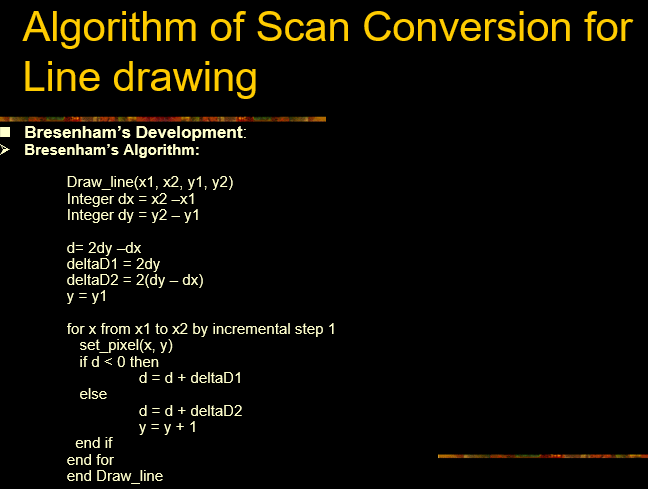 Algorithm of Scan Conversion for
Line drawing
Bresenham's Development:
Bresenham's Algorithm:
Draw_line(x1, x2, y1, y2)
Integer dx = x2 –x1
Integer dy = y2 – y1
d= 2dy –dx
deltaD1 = 2dy
deltaD2 = 2(dy – dx)
y = y1
for x from x1 to x2 by incremental step 1
set_pixel(x, y)
if d < 0 then
d = d + deltaD1
else
d = d + deltaD2
y = y + 1
end if
end for
end Draw_line